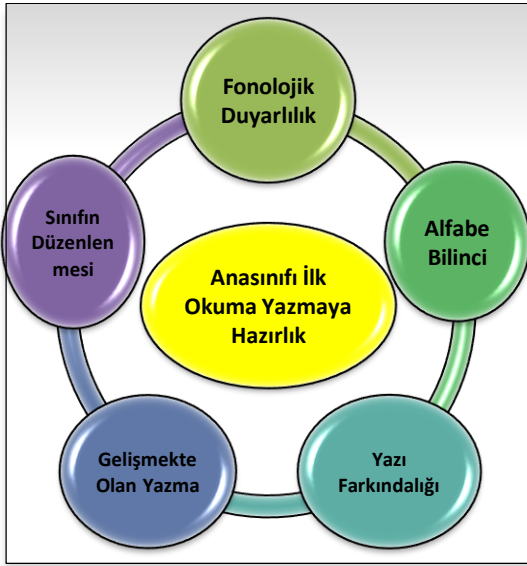 Fonolojik
Duyarlılık
Alfabe
Bilinci
Yazı
Farkındalığı
Gelişmekte
Olan Yazma
Sınıfın
Düzenlen
mesi
Anasınıfı İlk
Okuma Yazmaya
Hazırlık